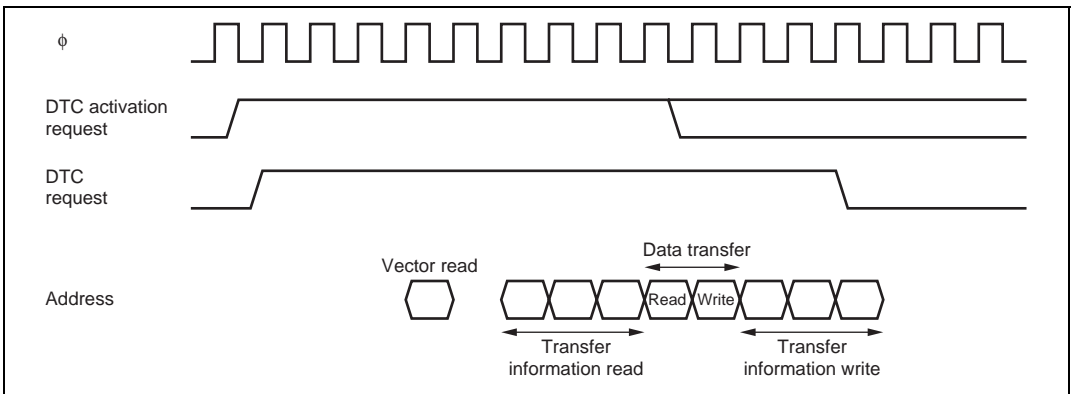 ϕ
DTC activation
request
DTC
request
Data transfer
Vector read
Address
Read
Write
Transfer
information read
Transfer
information write